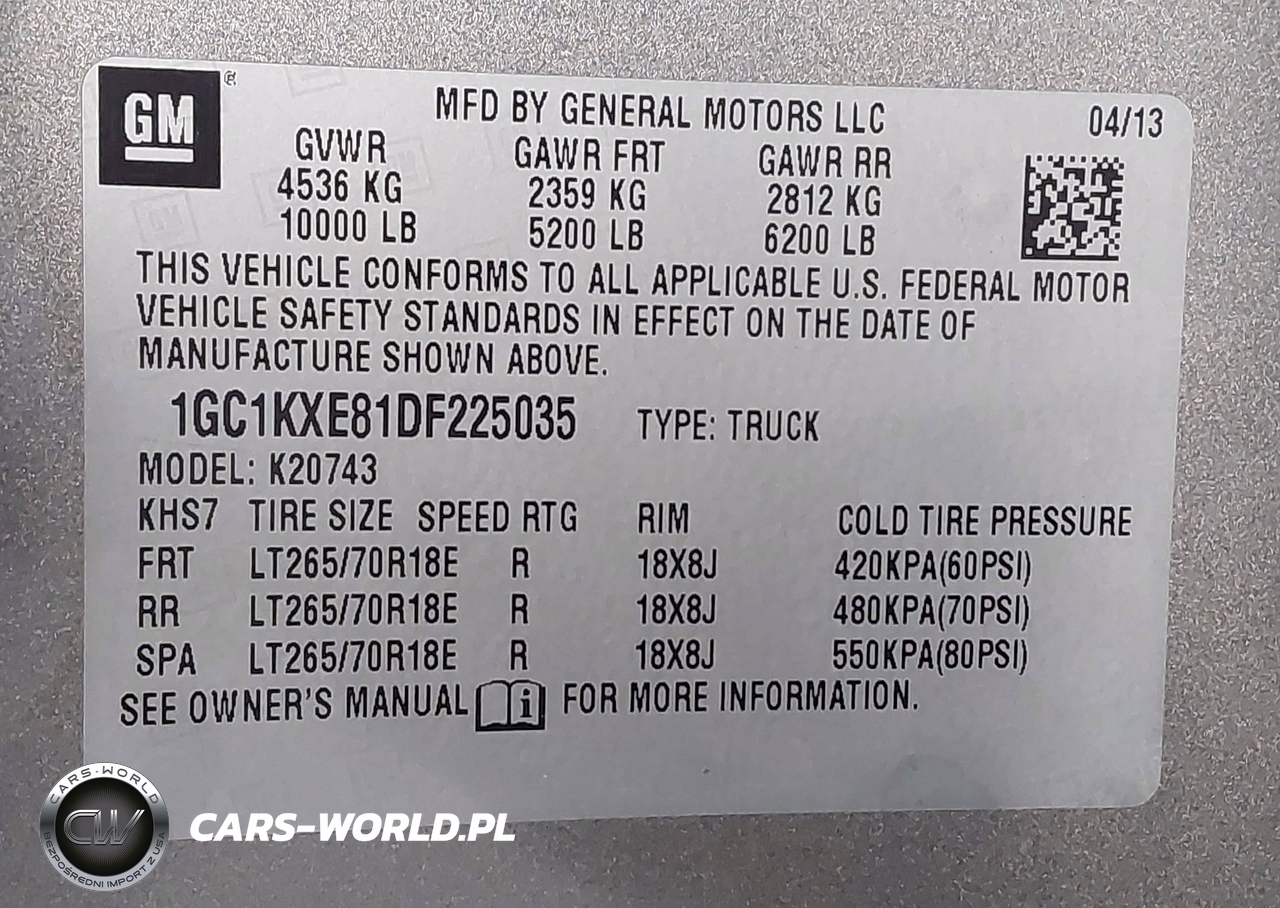 GM ®
MFD BY GENERAL MOTORS LLC 04/13
GVWR GAWR FRT GAWR RR
4536 KG 2359 KG 2812 KG
10000 LB 5200 LB 6200 LB
THIS VEHICLE CONFORMS TO ALL APPLICABLE U.S. FEDERAL MOTOR
VEHICLE SAFETY STANDARDS IN EFFECT ON THE DATE OF
MANUFACTURE SHOWN ABOVE.
1GC1KXE81DF225035 TYPE: TRUCK
MODEL: K20743
KHS7 TIRE SIZE SPEED RTG RIM COLD TIRE PRESSURE
FRT LT265/70R18E R 18X8J 420KPA(60PSI)
RR LT265/70R18E R 18X8J 480KPA(70PSI)
SPA LT265/70R18E R 18X8J 550KPA(80PSI)
SEE OWNER'S MANUAL i FOR MORE INFORMATION.
CARS-WORLD
CW
BEZPOŚREDNI IMPORT Z USA
CARS-WORLD.PL